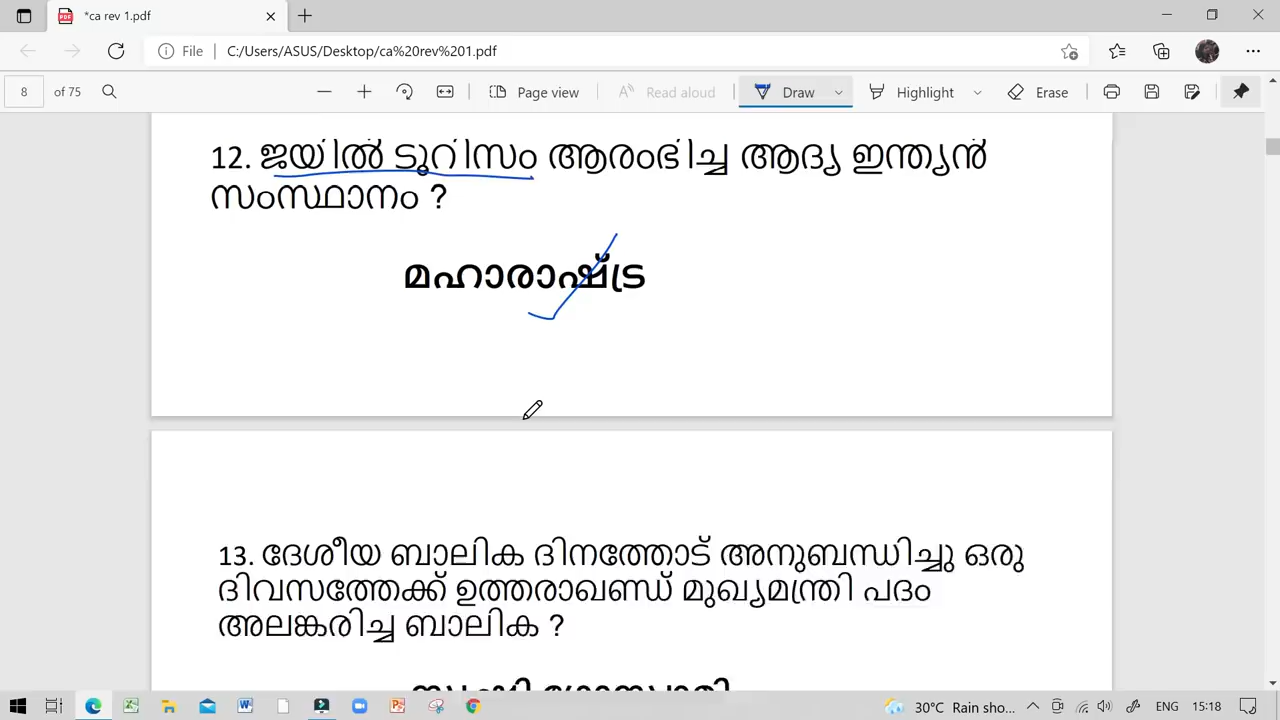 *ca rev 1.pdf
File
C:/Users/ASUS/Desktop/ca%20rev%201.pdf
8 of 75
Page view
Read aloud
Draw
Highlight
Erase
12. ജയിൽ ടൂറിസം ആരംഭിച്ച ആദ്യ ഇന്ത്യൻ
സംസ്ഥാനം ?
മഹാരാഷ്ട്ര
13. ദേശീയ ബാലിക ദിനത്തോട് അനുബന്ധിച്ചു ഒരു
ദിവസത്തേക്ക് ഉത്തരാഖണ്ഡ് മുഖ്യമന്ത്രി പദം
അലങ്കരിച്ച ബാലിക ?
30°C Rain sho...
ENG
15:18